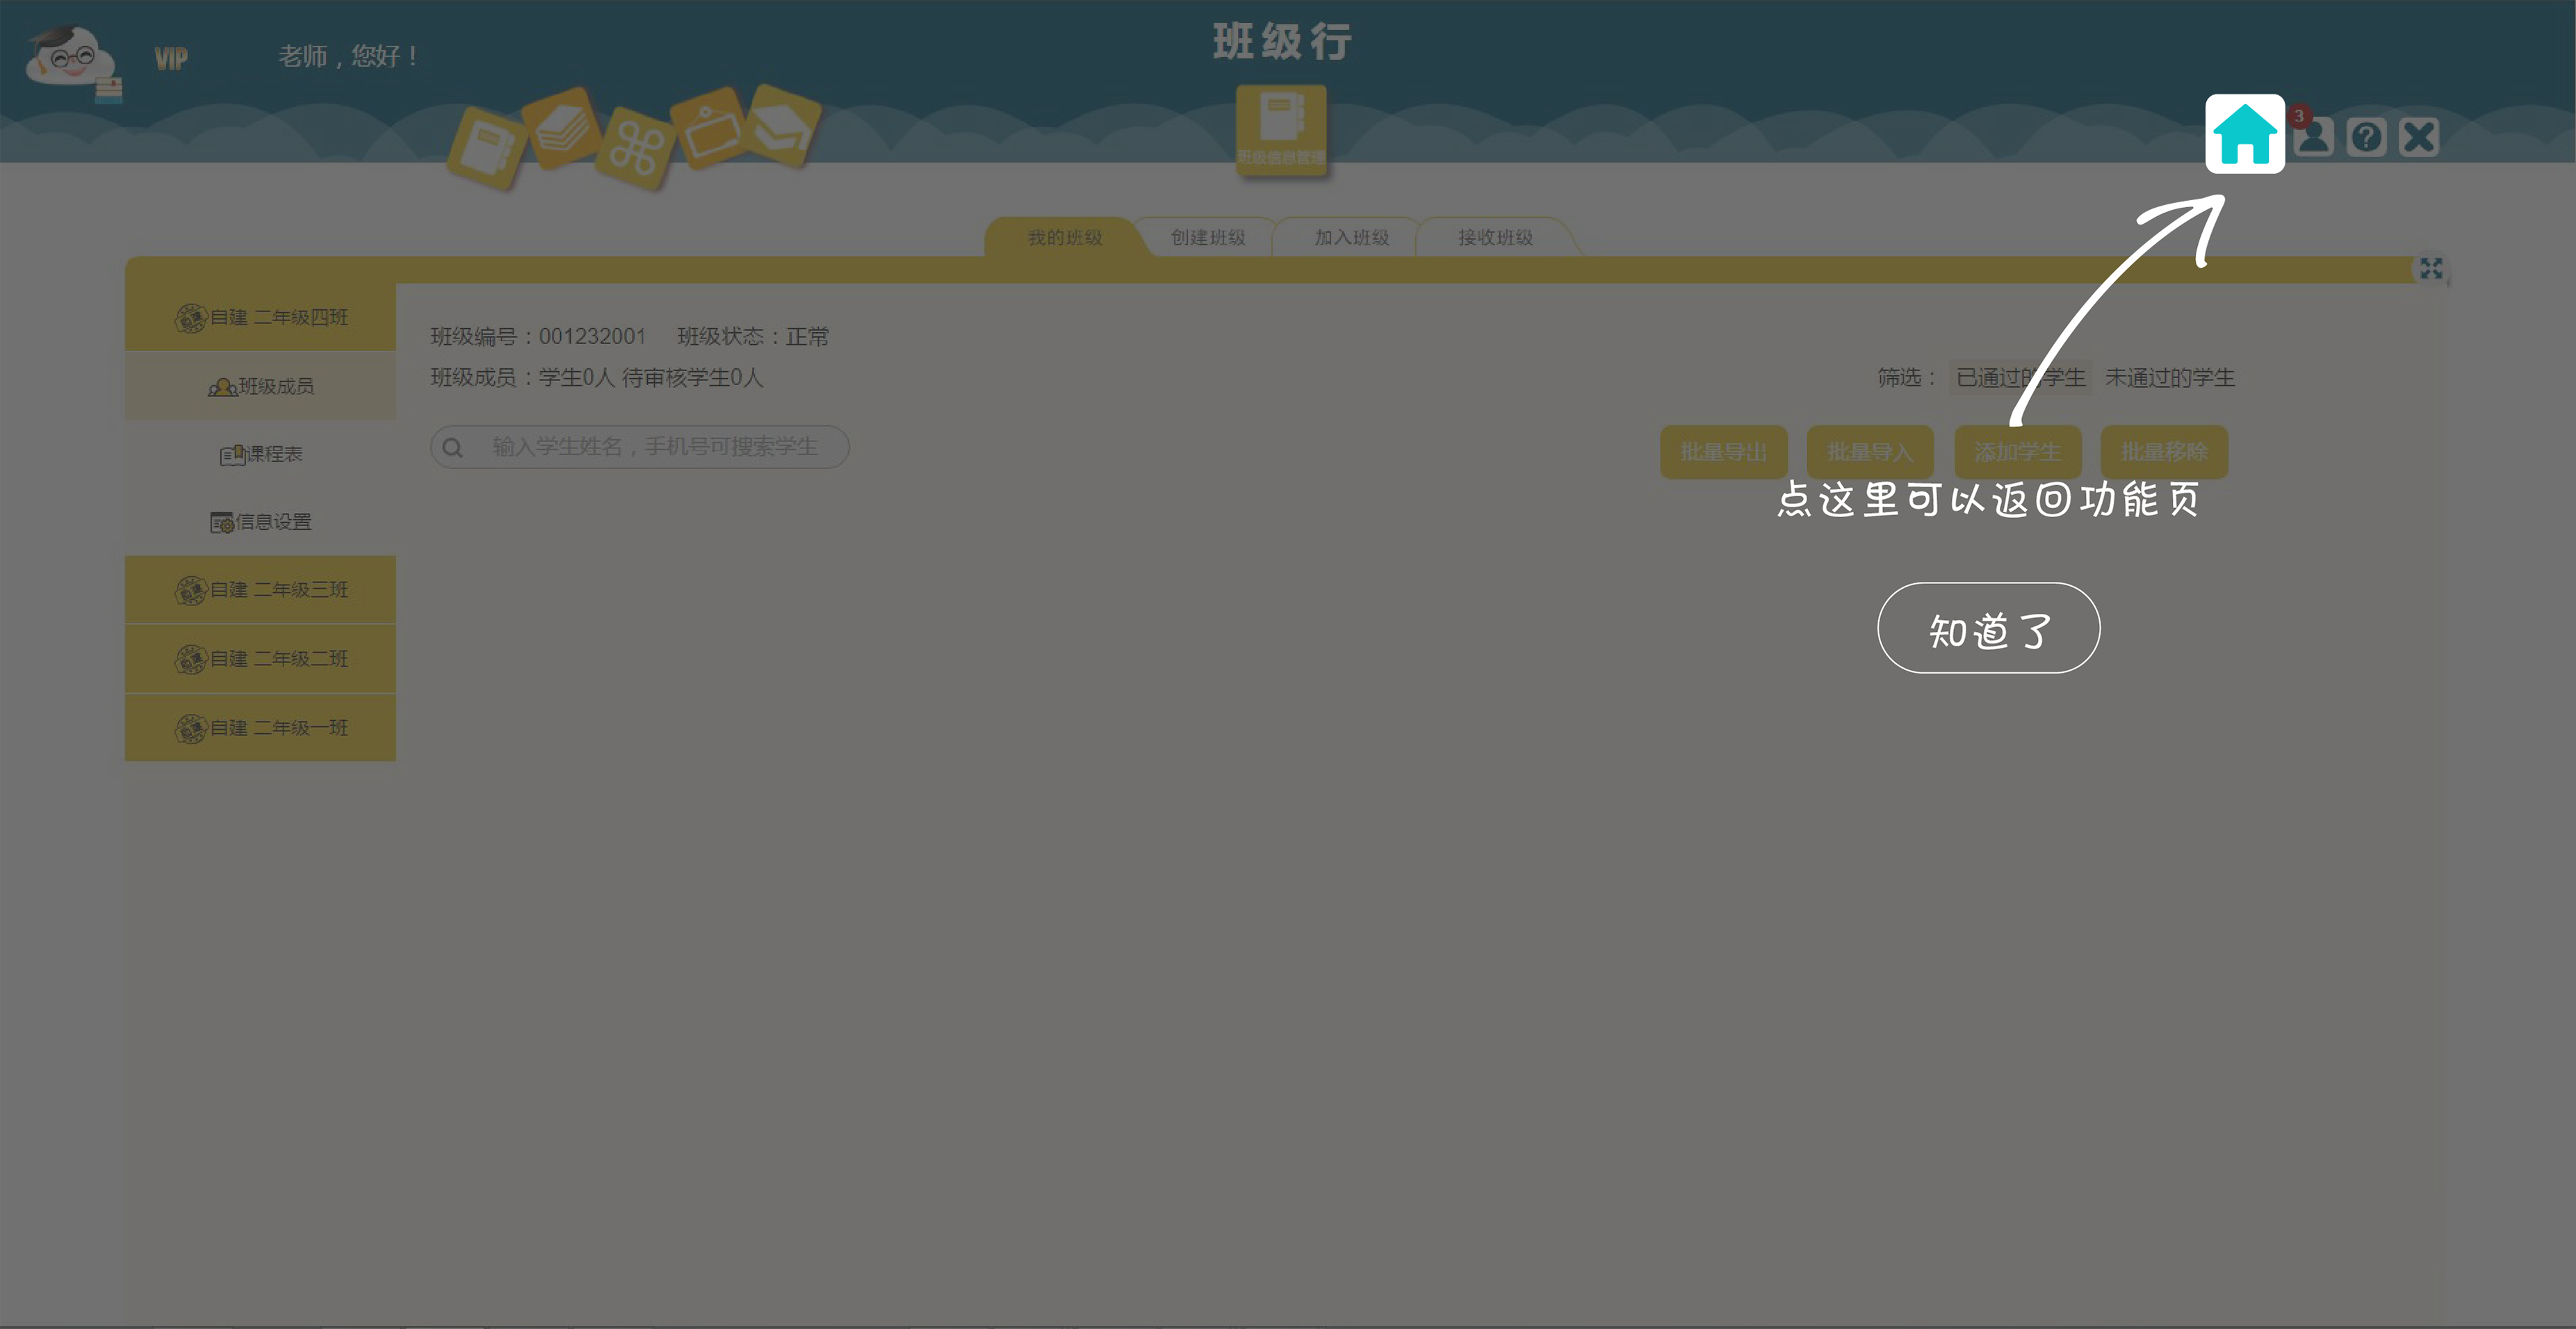 班级行
VIP 老师，您好！
班级信息管理
3
我的班级 创建班级 加入班级 接收班级
自建 二年级四班
班级成员
课程表
信息设置
自建 二年级三班
自建 二年级二班
自建 二年级一班
班级编号：001232001 班级状态：正常
班级成员：学生0人 待审核学生0人
筛选： 已通过的学生 未通过的学生
输入学生姓名，手机号可搜索学生
批量导出 批量导入 添加学生 批量移除
点这里可以返回功能页
知道了